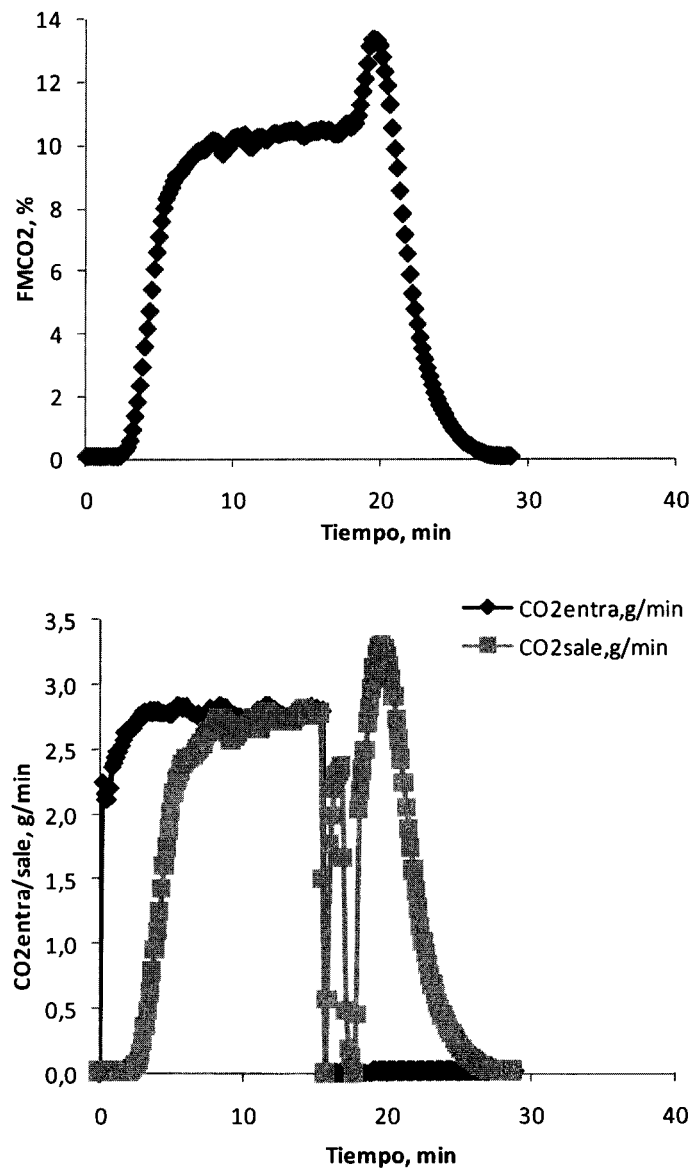 14
12
10
8
6
4
2
0
FMCO2, %
0 10 20 30 40
Tiempo, min
CO2entra,g/min
CO2sale,g/min
3,5
3,0
2,5
2,0
1,5
1,0
0,5
0,0
CO2entra/sale, g/min
0 10 20 30 40
Tiempo, min